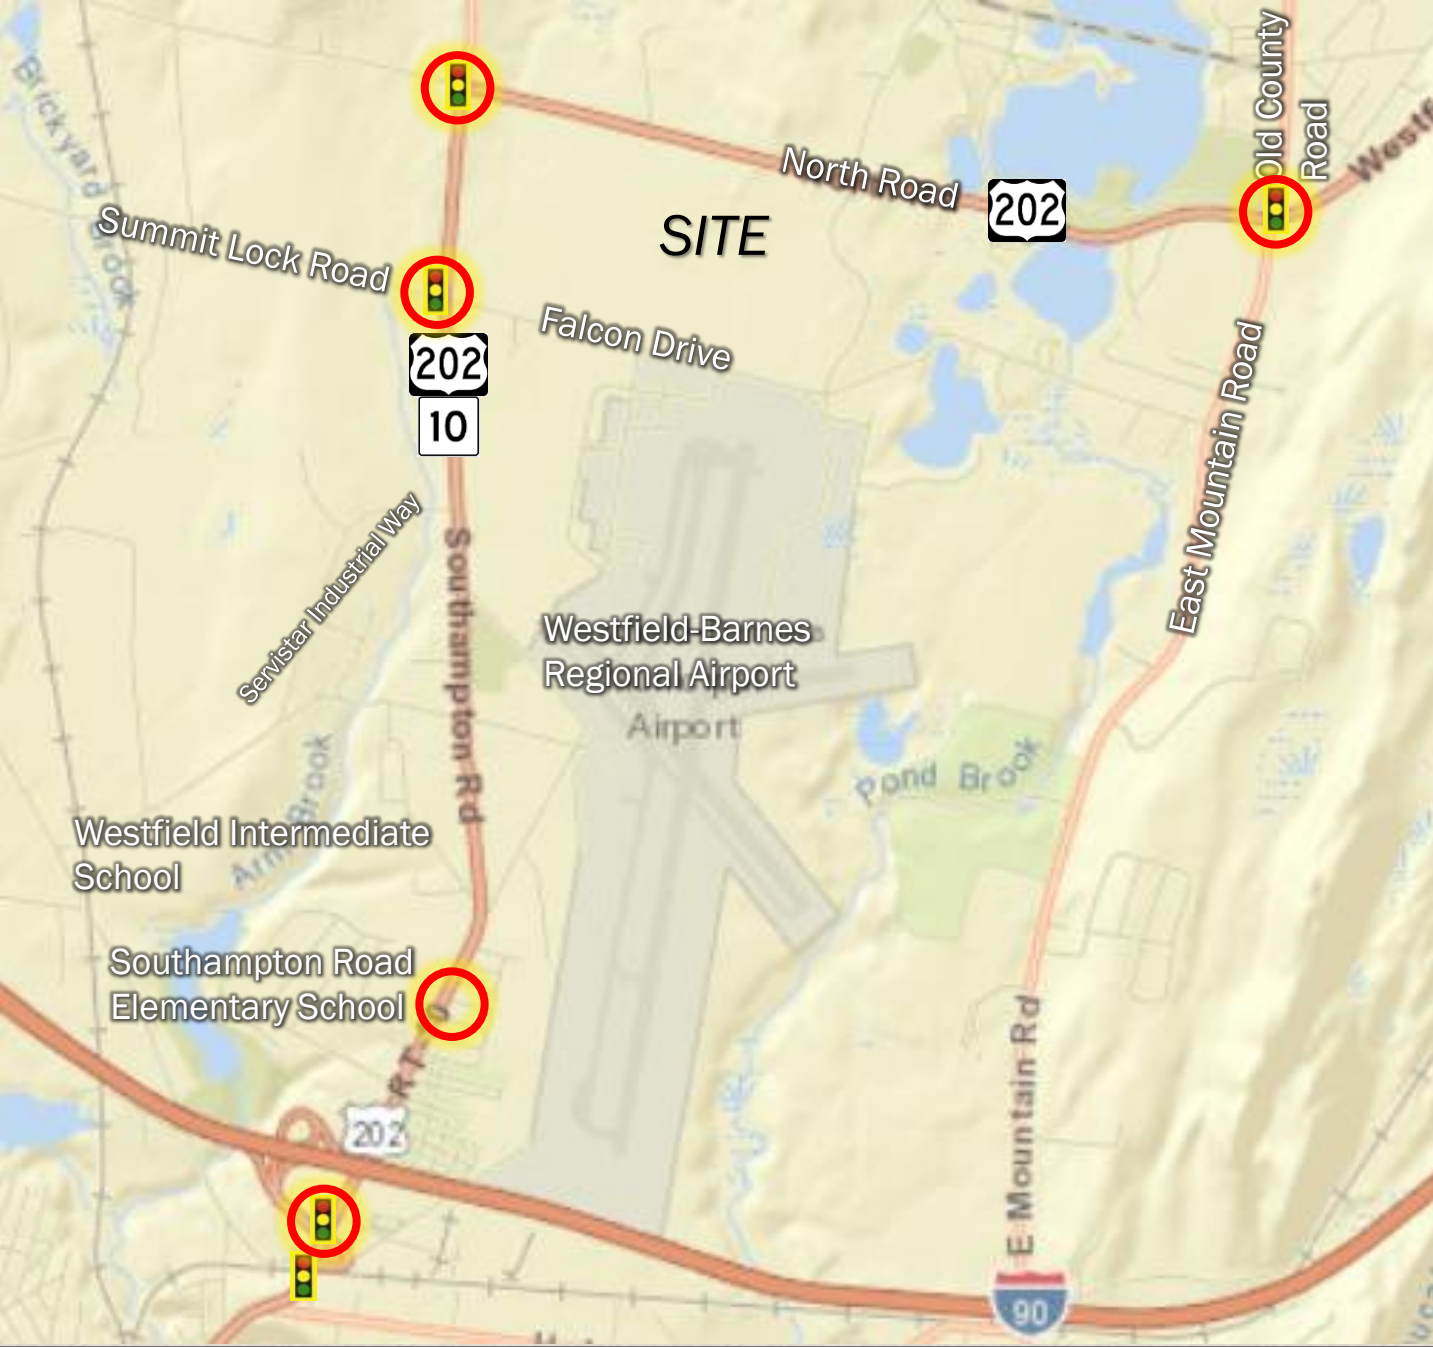 Old County
Road
Westf
Brickyard Brook
North Road
202
SITE
Summit Lock Road
Falcon Drive
202
10
East Mountain Road
Servistar Industrial Way
Southampton Rd
Westfield-Barnes
Regional Airport
Airport
Pond Brook
Brook
Westfield Intermediate
School
Southampton Road
Elementary School
RT
202
E Mountain Rd
90